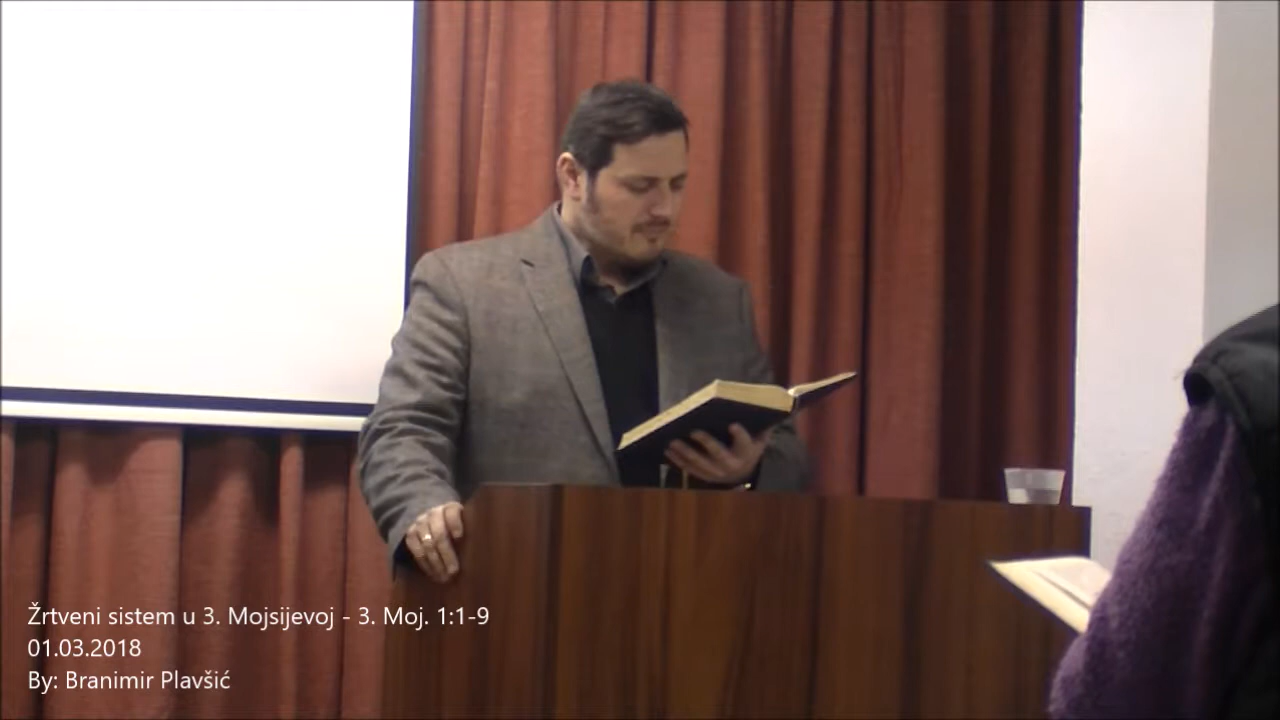 Žrtveni sistem u 3. Mojsijevoj - 3. Moj. 1:1-9
01.03.2018
By: Branimir Plavšić